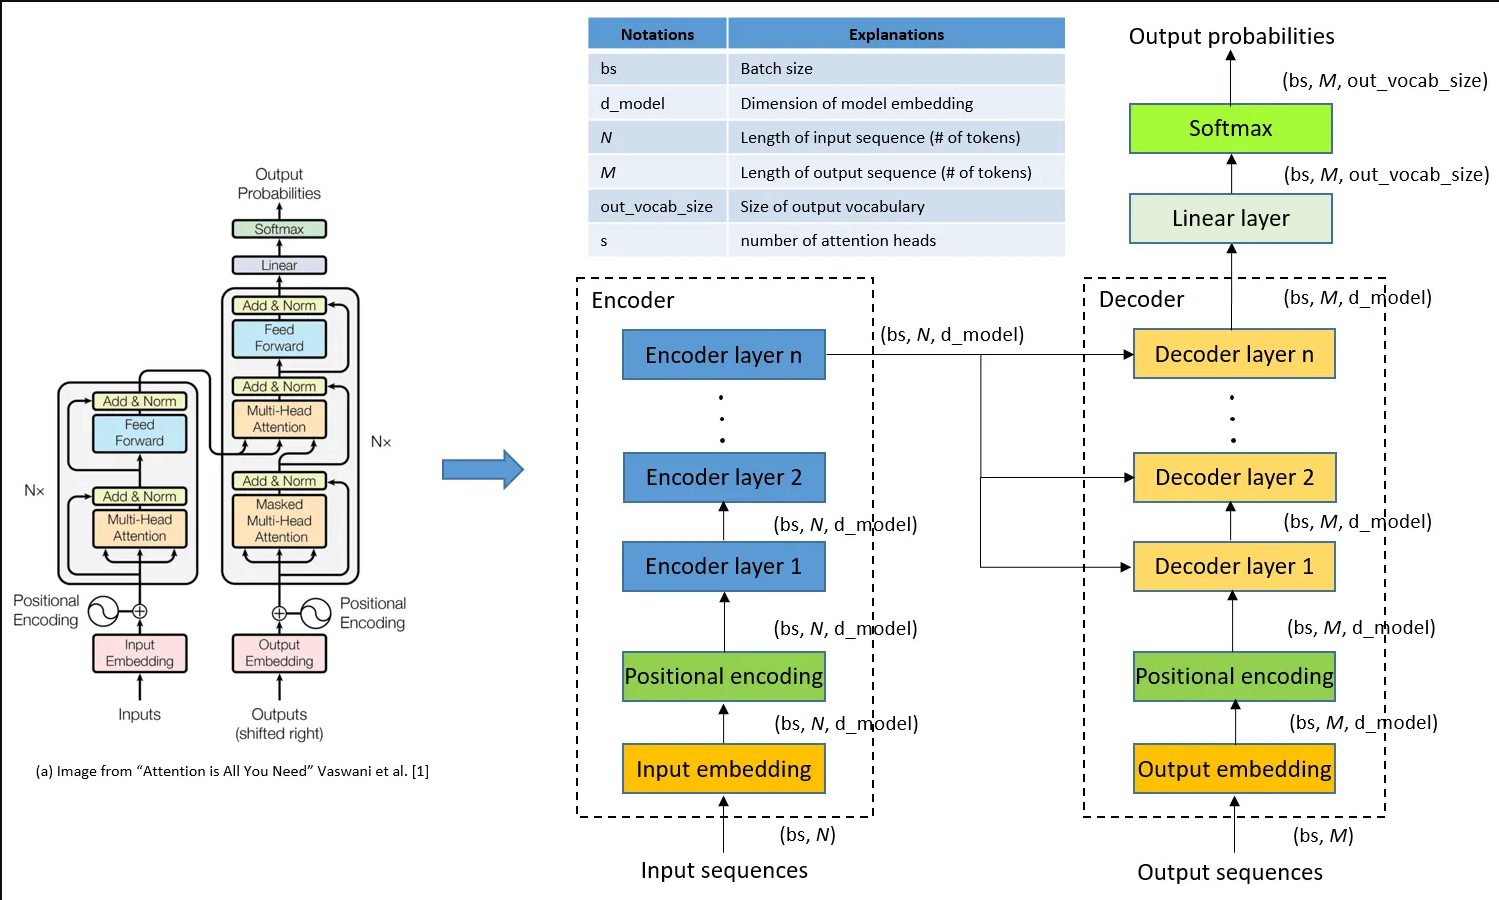 Output
Probabilities
Softmax
Linear
Add & Norm
Feed
Forward
Add & Norm
Multi-Head
Attention
Add & Norm
Masked
Multi-Head
Attention
Nx
Positional
Encoding
Output
Embedding
Outputs
(shifted right)
Add & Norm
Feed
Forward
Add & Norm
Multi-Head
Attention
Nx
Positional
Encoding
Input
Embedding
Inputs
(a) Image from “Attention is All You Need” Vaswani et al. [1]
Notations Explanations
bs Batch size
d_model Dimension of model embedding
N Length of input sequence (# of tokens)
M Length of output sequence (# of tokens)
out_vocab_size Size of output vocabulary
s number of attention heads
Encoder
Encoder layer n
(bs, N, d_model)
Encoder layer 2
(bs, N, d_model)
Encoder layer 1
(bs, N, d_model)
Positional encoding
(bs, N, d_model)
Input embedding
(bs, N)
Input sequences
Output probabilities
(bs, M, out_vocab_size)
Softmax
(bs, M, out_vocab_size)
Linear layer
(bs, M, d_model)
Decoder
Decoder layer n
Decoder layer 2
(bs, M, d_model)
Decoder layer 1
(bs, M, d_model)
Positional encoding
(bs, M, d_model)
Output embedding
(bs, M)
Output sequences